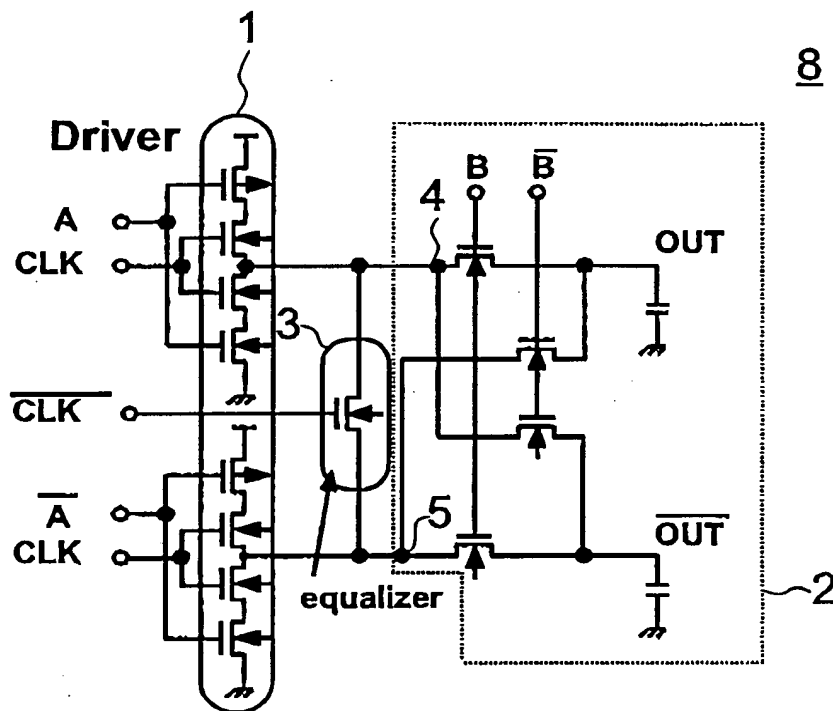 1
8
Driver
B B̅
A
4
OUT
CLK
3
C̅L̅K̅
A̅
5
O̅U̅T̅
CLK
equalizer
2